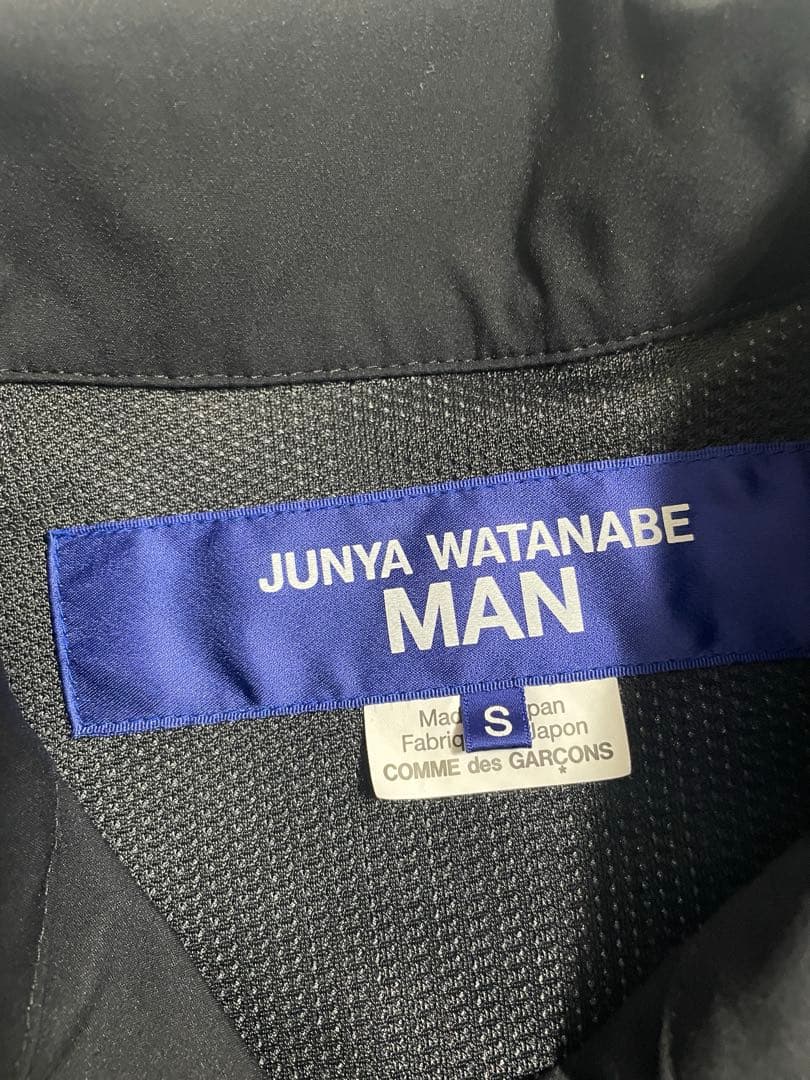 JUNYA WATANABE
MAN
S
Japon
COMME des GARÇONS